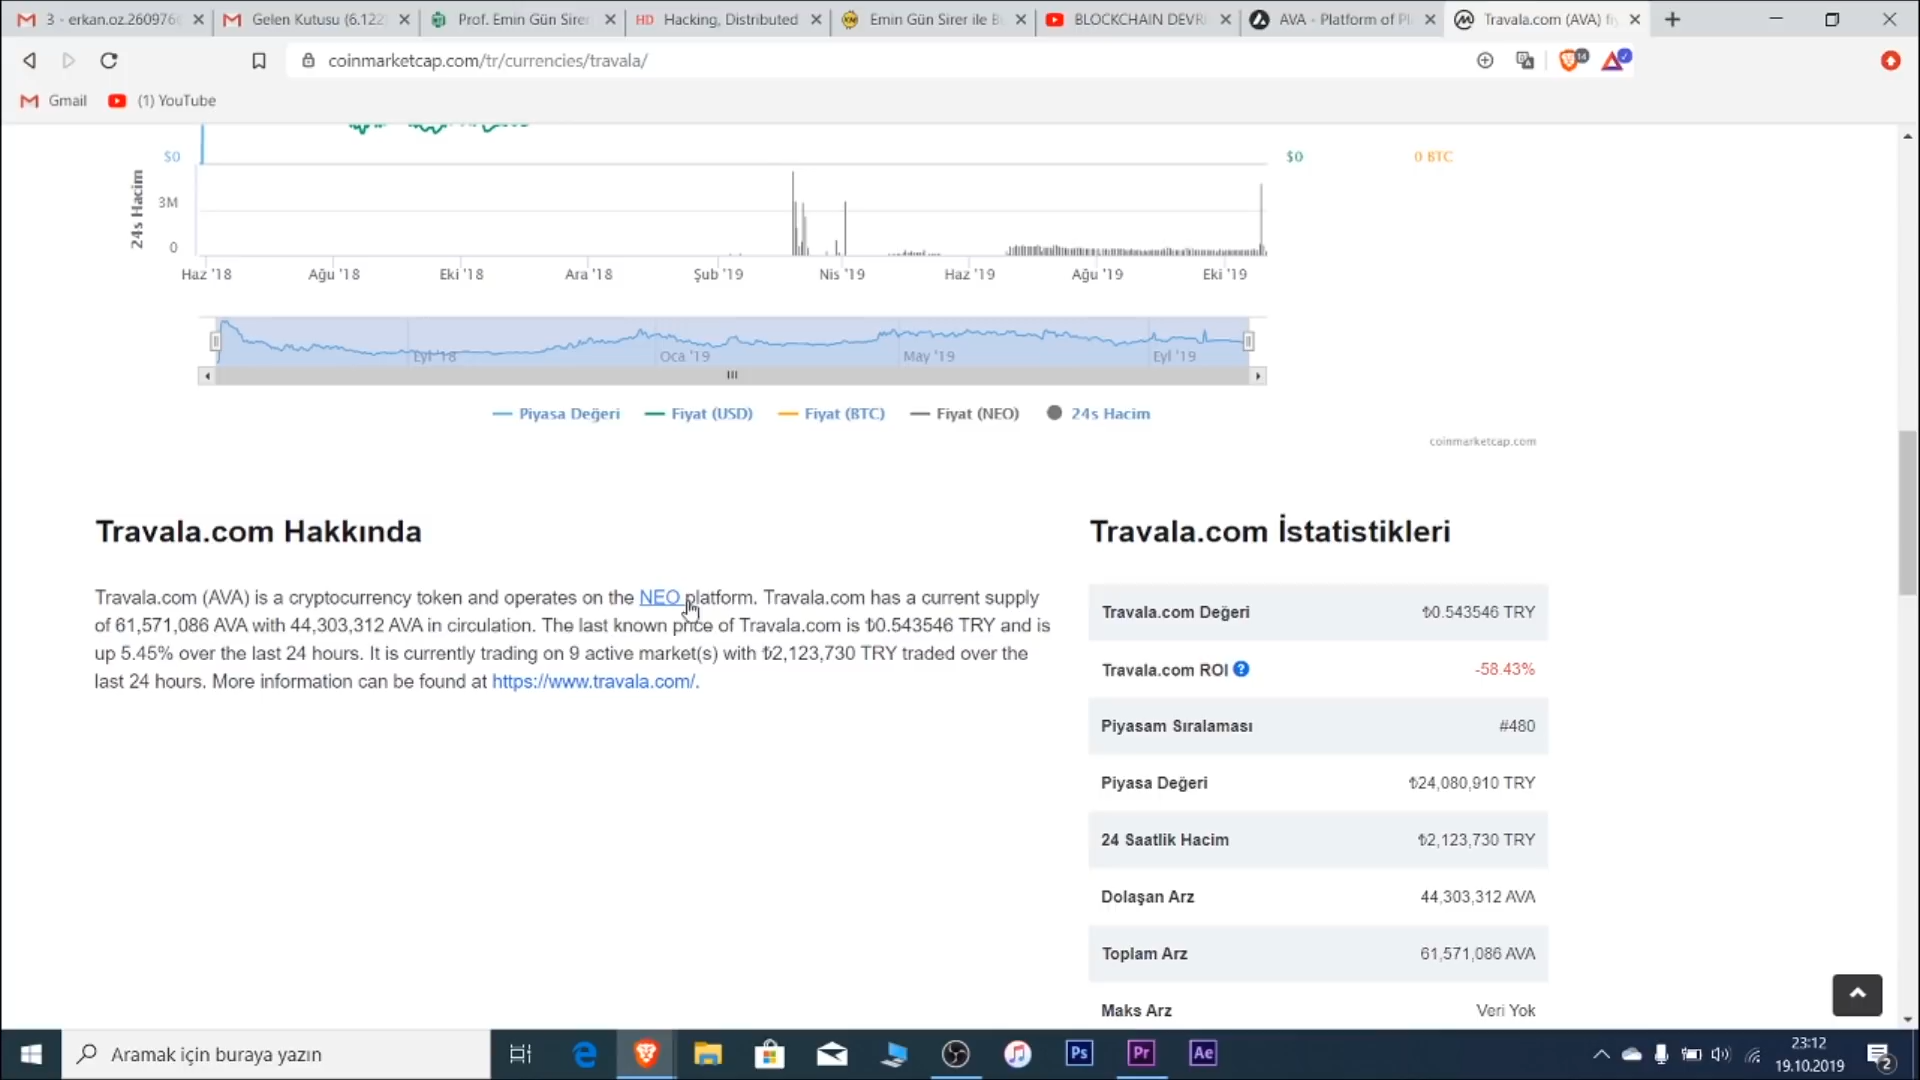 3 - erkan.oz.260976
Gelen Kutusu (6.122
Prof. Emin Gün Sirer
HD Hacking, Distributed
Emin Gün Sirer ile B
BLOCKCHAIN DEVRİ
AVA - Platform of Pl
Travala.com (AVA) fi
coinmarketcap.com/tr/currencies/travala/
14
Gmail
(1) YouTube
$0
$0
0 BTC
24s Hacim
3M
0
Haz '18
Ağu '18
Eki '18
Ara '18
Şub '19
Nis '19
Haz '19
Ağu '19
Eki '19
Eyl '18
Oca '19
May '19
Eyl '19
Piyasa Değeri
Fiyat (USD)
Fiyat (BTC)
Fiyat (NEO)
24s Hacim
coinmarketcap.com
Travala.com Hakkında
Travala.com (AVA) is a cryptocurrency token and operates on the NEO platform. Travala.com has a current supply
of 61,571,086 AVA with 44,303,312 AVA in circulation. The last known price of Travala.com is ₺0.543546 TRY and is
up 5.45% over the last 24 hours. It is currently trading on 9 active market(s) with ₺2,123,730 TRY traded over the
last 24 hours. More information can be found at https://www.travala.com/.
Travala.com İstatistikleri
Travala.com Değeri ₺0.543546 TRY
Travala.com ROI ? -58.43%
Piyasam Sıralaması #480
Piyasa Değeri ₺24,080,910 TRY
24 Saatlik Hacim ₺2,123,730 TRY
Dolaşan Arz 44,303,312 AVA
Toplam Arz 61,571,086 AVA
Maks Arz Veri Yok
Aramak için buraya yazın
Ps
Pr
Ae
23:12
19.10.2019
2